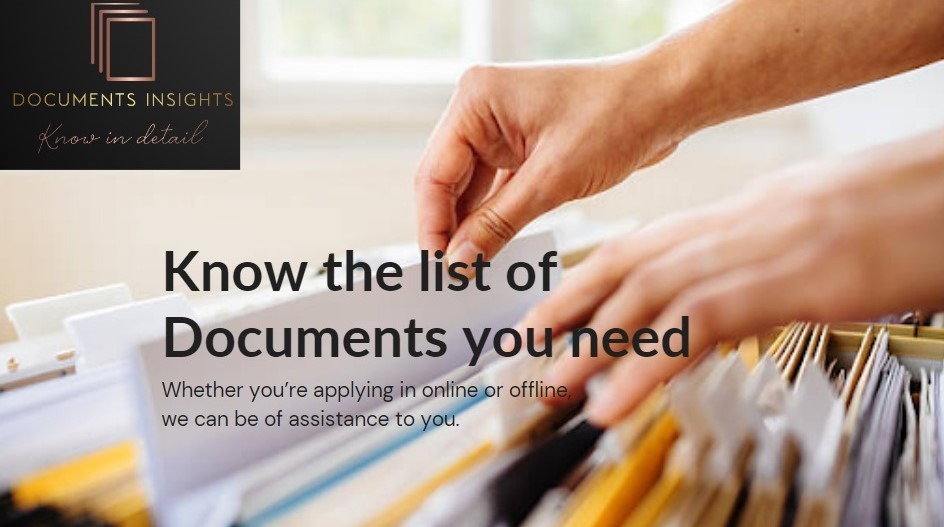 DOCUMENTS INSIGHTS
Know in detail
Know the list of
Documents you need
Whether you’re applying in online or offline,
we can be of assistance to you.